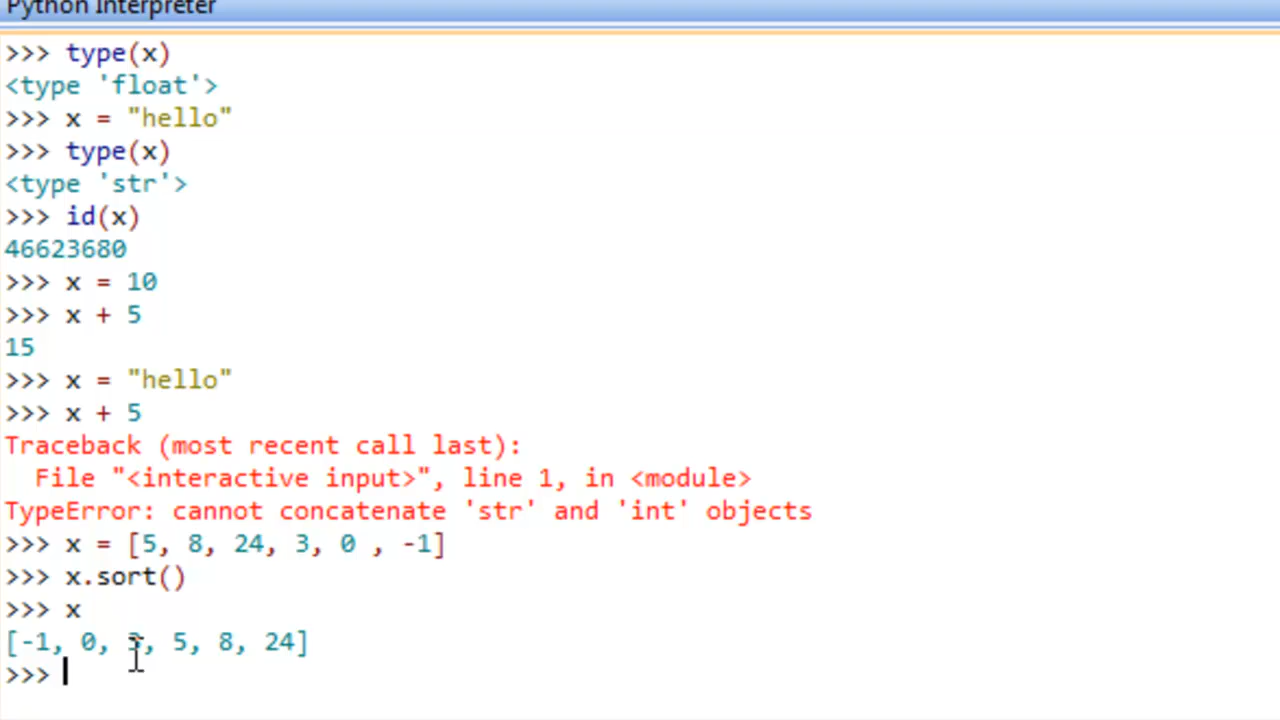 Python Interpreter
>>> type(x)
<type 'float'>
>>> x = "hello"
>>> type(x)
<type 'str'>
>>> id(x)
46623680
>>> x = 10
>>> x + 5
15
>>> x = "hello"
>>> x + 5
Traceback (most recent call last):
  File "<interactive input>", line 1, in <module>
TypeError: cannot concatenate 'str' and 'int' objects
>>> x = [5, 8, 24, 3, 0 , -1]
>>> x.sort()
>>> x
[-1, 0, 3, 5, 8, 24]
>>>